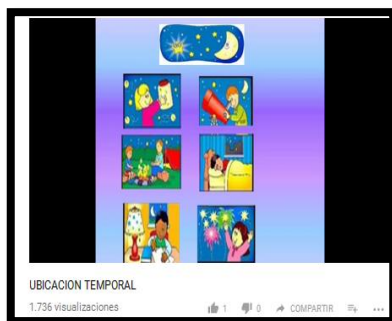 UBICACION TEMPORAL
1.736 visualizaciones
1
0
COMPARTIR